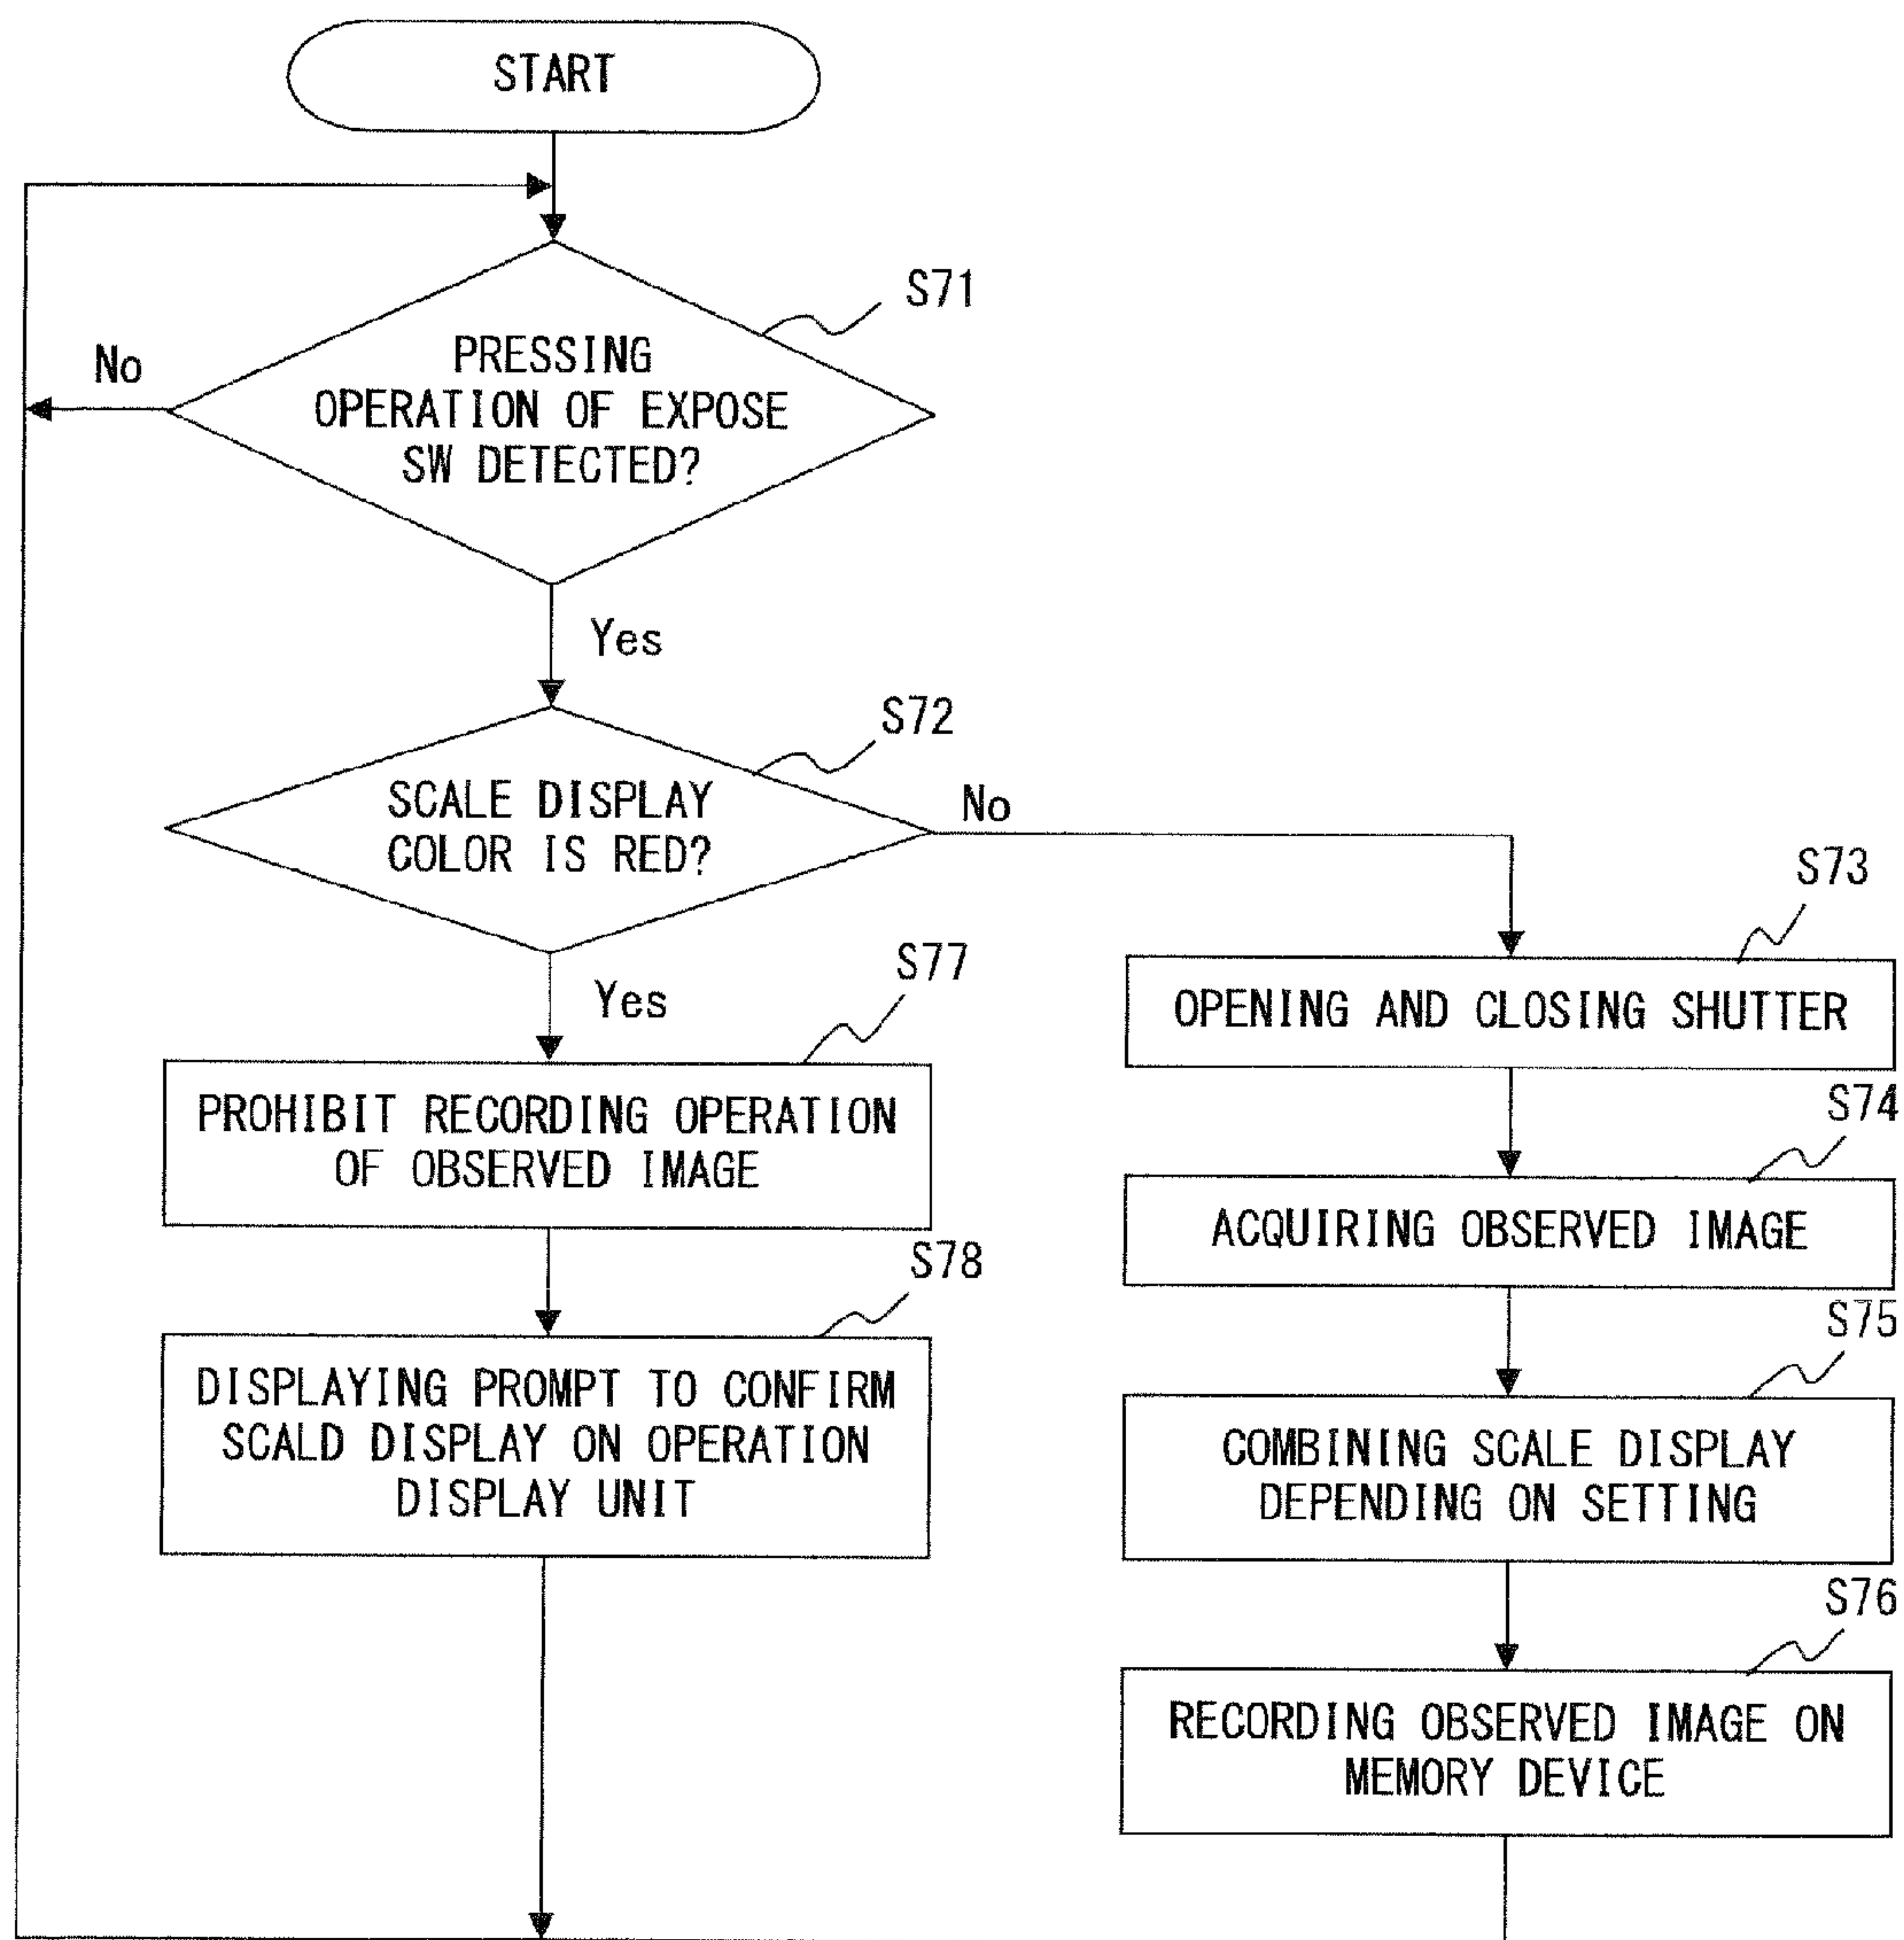 START
S71
No
PRESSING
OPERATION OF EXPOSE
SW DETECTED?
Yes
S72
SCALE DISPLAY
COLOR IS RED?
No
S73
OPENING AND CLOSING SHUTTER
S77
Yes
PROHIBIT RECORDING OPERATION
OF OBSERVED IMAGE
S74
ACQUIRING OBSERVED IMAGE
S78
DISPLAYING PROMPT TO CONFIRM
SCALD DISPLAY ON OPERATION
DISPLAY UNIT
S75
COMBINING SCALE DISPLAY
DEPENDING ON SETTING
S76
RECORDING OBSERVED IMAGE ON
MEMORY DEVICE